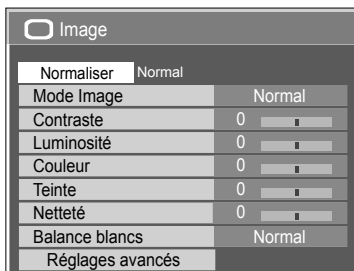 Image
Normaliser Normal
Mode Image Normal
Contraste 0
Luminosité 0
Couleur 0
Teinte 0
Netteté 0
Balance blancs Normal
Réglages avancés